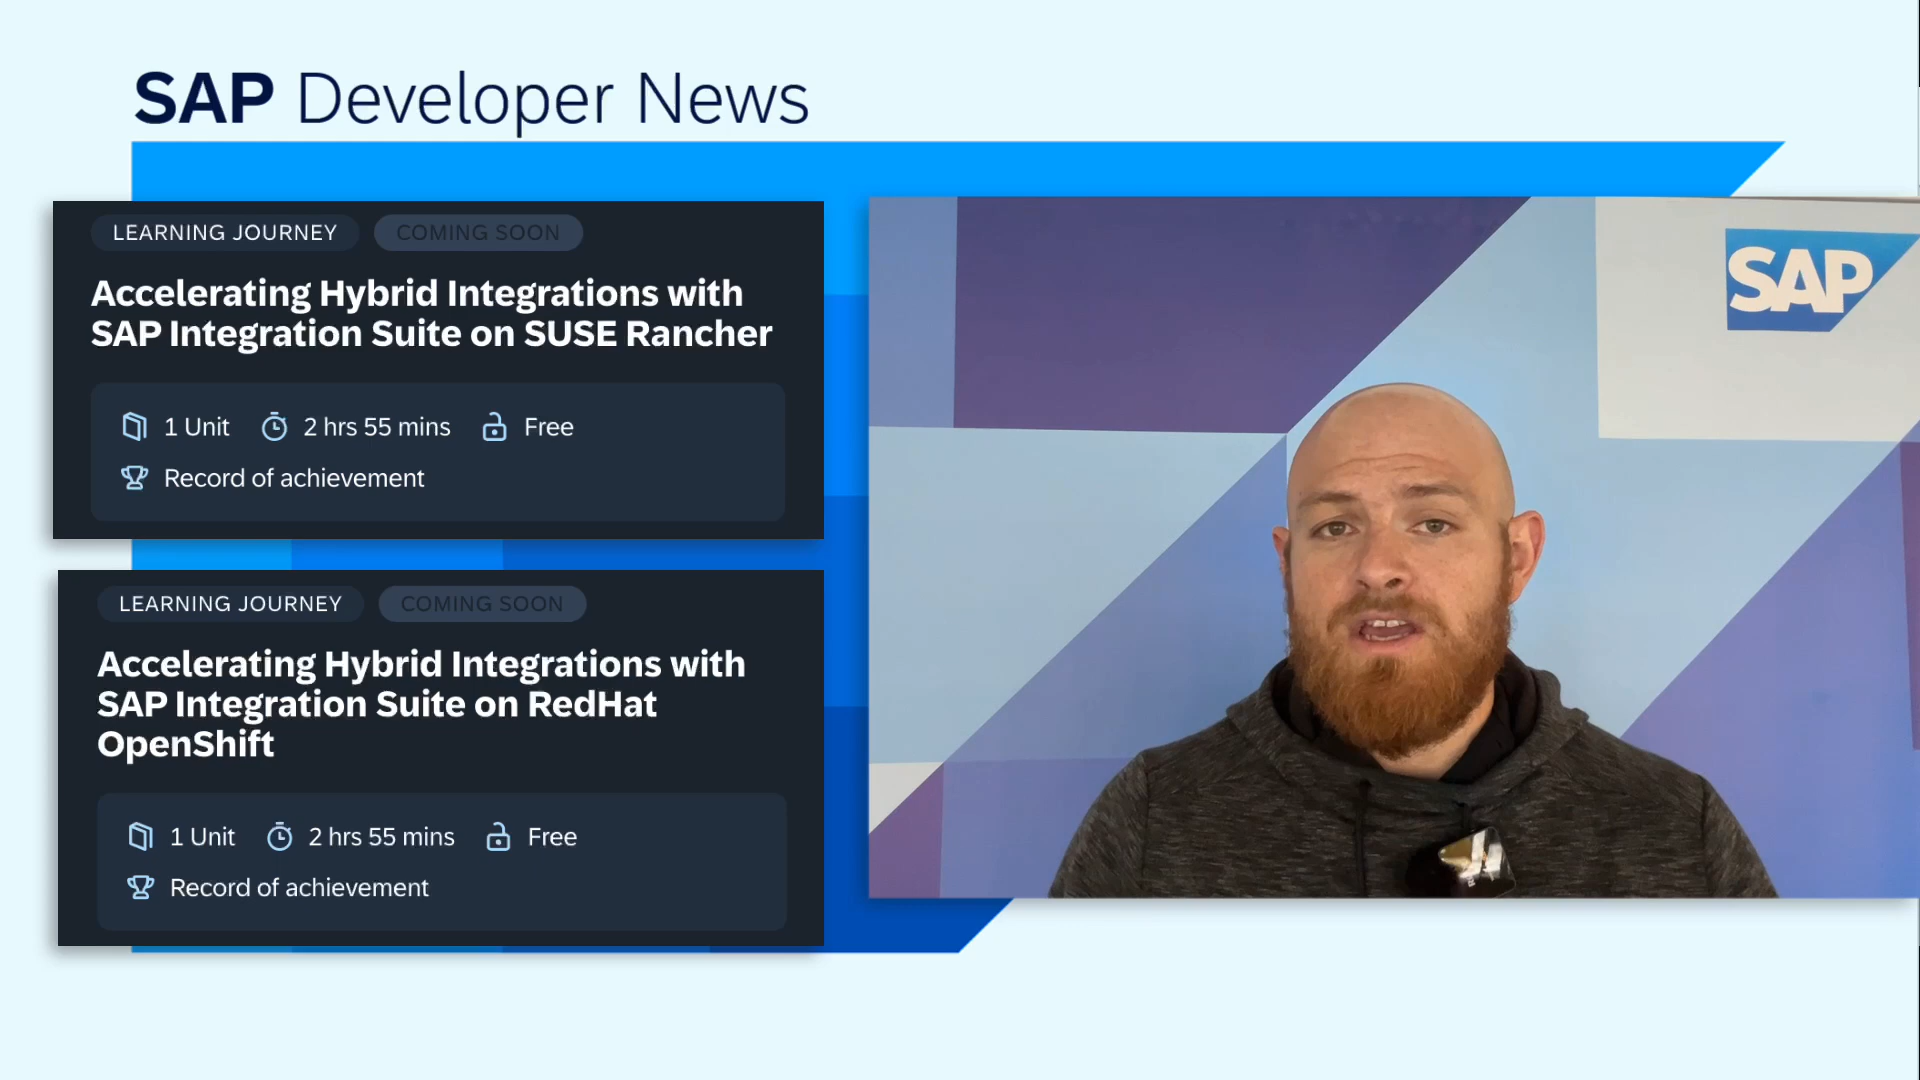 SAP Developer News
LEARNING JOURNEY
COMING SOON
Accelerating Hybrid Integrations with
SAP Integration Suite on SUSE Rancher
1 Unit
2 hrs 55 mins
Free
Record of achievement
LEARNING JOURNEY
COMING SOON
Accelerating Hybrid Integrations with
SAP Integration Suite on RedHat
OpenShift
1 Unit
2 hrs 55 mins
Free
Record of achievement
SAP